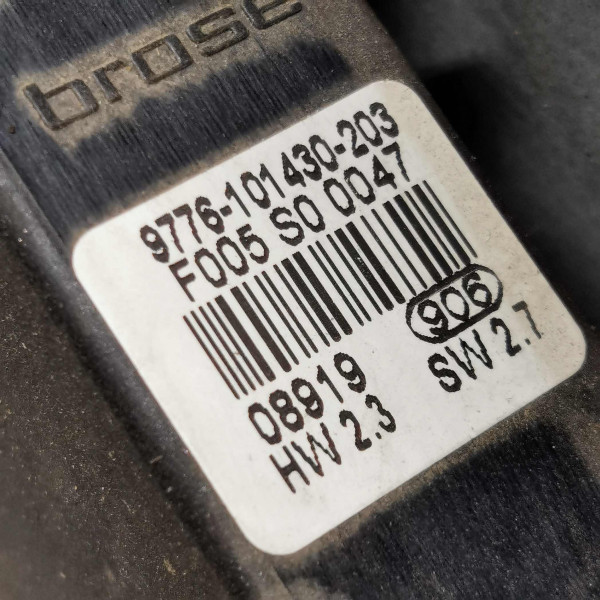 brose
9776-101430-203
F005 S0 0047
906
08919
HW 2.3 SW 2.7